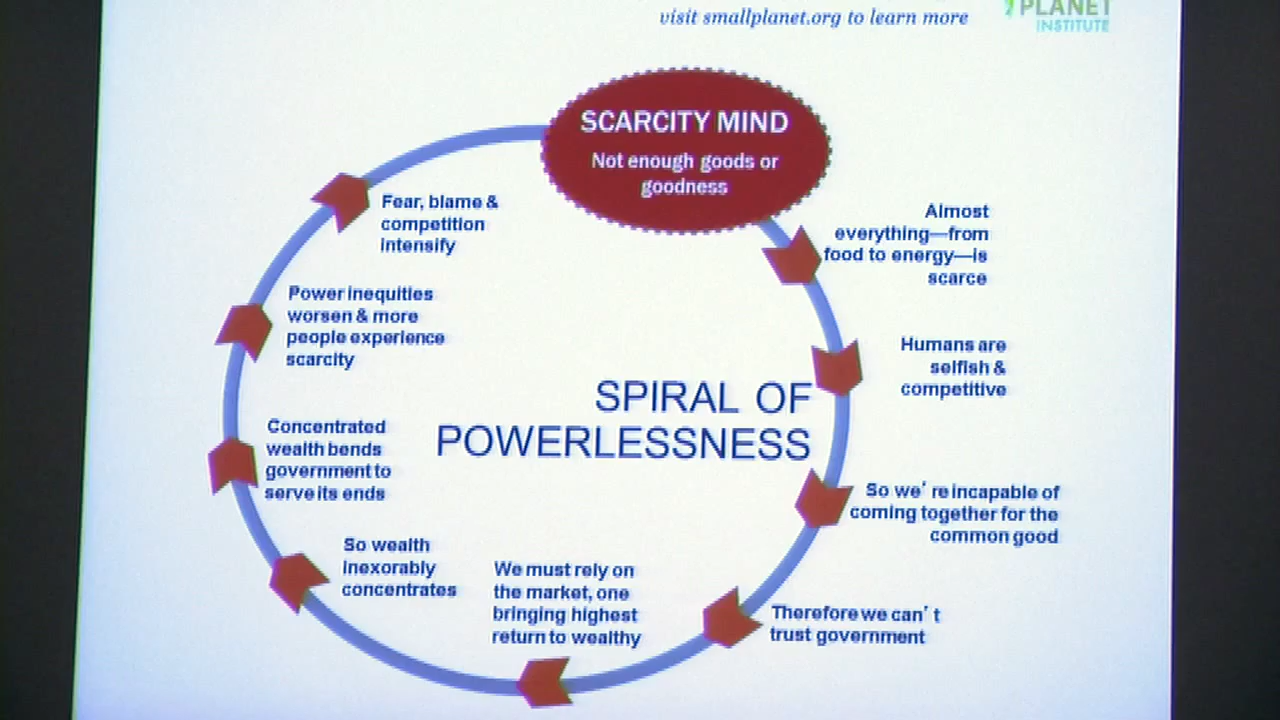 visit smallplanet.org to learn more
PLANET
INSTITUTE
SCARCITY MIND
Not enough goods or
goodness
Almost
everything—from
food to energy—is
scarce
Humans are
selfish &
competitive
So we're incapable of
coming together for the
common good
Therefore we can't
trust government
We must rely on
the market, one
bringing highest
return to wealthy
So wealth
inexorably
concentrates
Concentrated
wealth bends
government to
serve its ends
Power inequities
worsen & more
people experience
scarcity
Fear, blame &
competition
intensify
SPIRAL OF
POWERLESSNESS